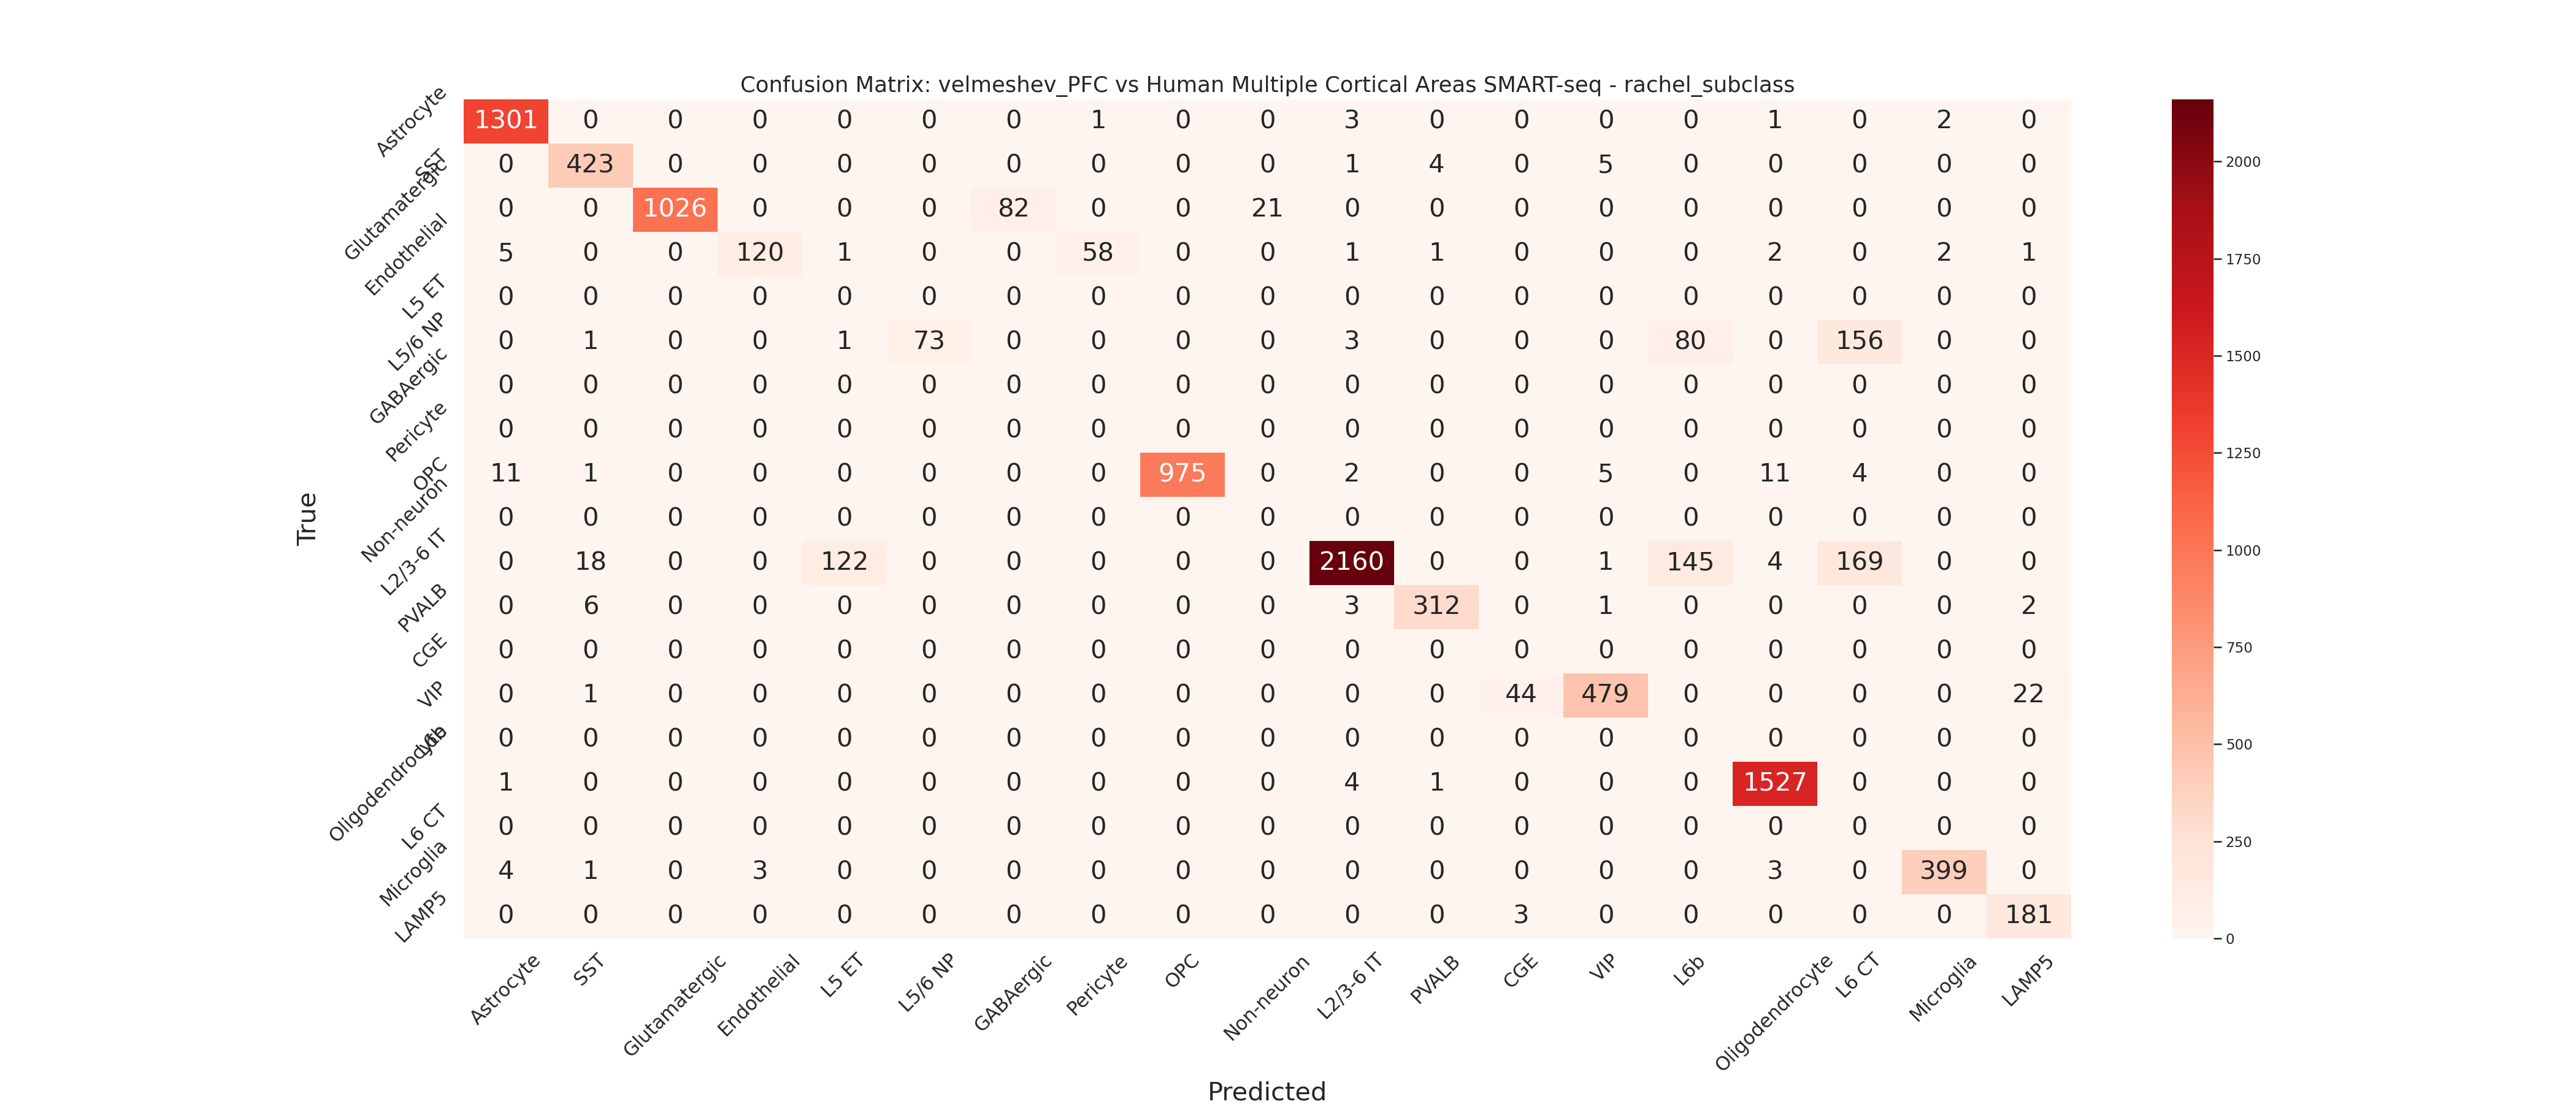 Confusion Matrix: velmeshev_PFC vs Human Multiple Cortical Areas SMART-seq - rachel_subclass
True
Astrocyte 1301 0 0 0 0 0 0 1 0 0 3 0 0 0 0 1 0 2 0
SST 0 423 0 0 0 0 0 0 0 0 1 4 0 5 0 0 0 0 0
Glutamatergic 0 0 1026 0 0 0 82 0 0 21 0 0 0 0 0 0 0 0 0
Endothelial 5 0 0 120 1 0 0 58 0 0 1 1 0 0 0 2 0 2 1
L5 ET 0 0 0 0 0 0 0 0 0 0 0 0 0 0 0 0 0 0 0
L5/6 NP 0 1 0 0 1 73 0 0 0 0 3 0 0 0 80 0 156 0 0
GABAergic 0 0 0 0 0 0 0 0 0 0 0 0 0 0 0 0 0 0 0
Pericyte 0 0 0 0 0 0 0 0 0 0 0 0 0 0 0 0 0 0 0
OPC 11 1 0 0 0 0 0 0 975 0 2 0 0 5 0 11 4 0 0
Non-neuron 0 0 0 0 0 0 0 0 0 0 0 0 0 0 0 0 0 0 0
L2/3-6 IT 0 18 0 0 122 0 0 0 0 0 2160 0 0 1 145 4 169 0 0
PVALB 0 6 0 0 0 0 0 0 0 0 3 312 0 1 0 0 0 0 2
CGE 0 0 0 0 0 0 0 0 0 0 0 0 0 0 0 0 0 0 0
VIP 0 1 0 0 0 0 0 0 0 0 0 0 44 479 0 0 0 0 22
L6b 0 0 0 0 0 0 0 0 0 0 0 0 0 0 0 0 0 0 0
Oligodendrocyte 1 0 0 0 0 0 0 0 0 0 4 1 0 0 0 1527 0 0 0
L6 CT 0 0 0 0 0 0 0 0 0 0 0 0 0 0 0 0 0 0 0
Microglia 4 1 0 3 0 0 0 0 0 0 0 0 0 0 0 3 0 399 0
LAMP5 0 0 0 0 0 0 0 0 0 0 0 0 3 0 0 0 0 0 181
Astrocyte SST Glutamatergic Endothelial L5 ET L5/6 NP GABAergic Pericyte OPC Non-neuron L2/3-6 IT PVALB CGE VIP L6b Oligodendrocyte L6 CT Microglia LAMP5
Predicted
2000
1750
1500
1250
1000
750
500
250
0